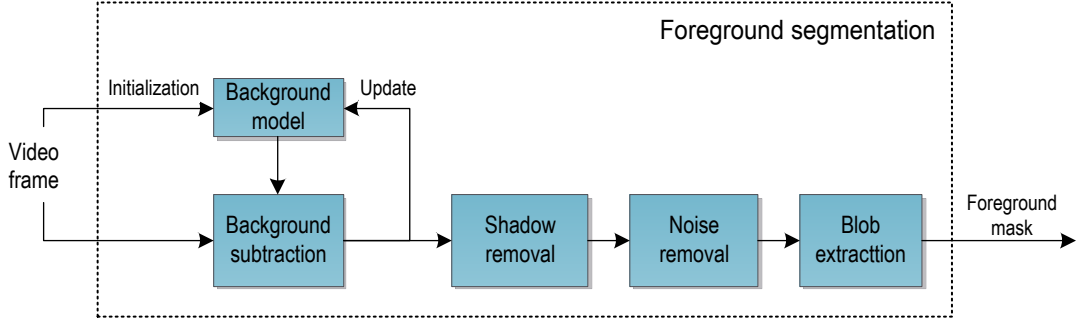 Foreground segmentation
Initialization
Background
model
Update
Video
frame
Background
subtraction
Shadow
removal
Noise
removal
Blob
extracttion
Foreground
mask